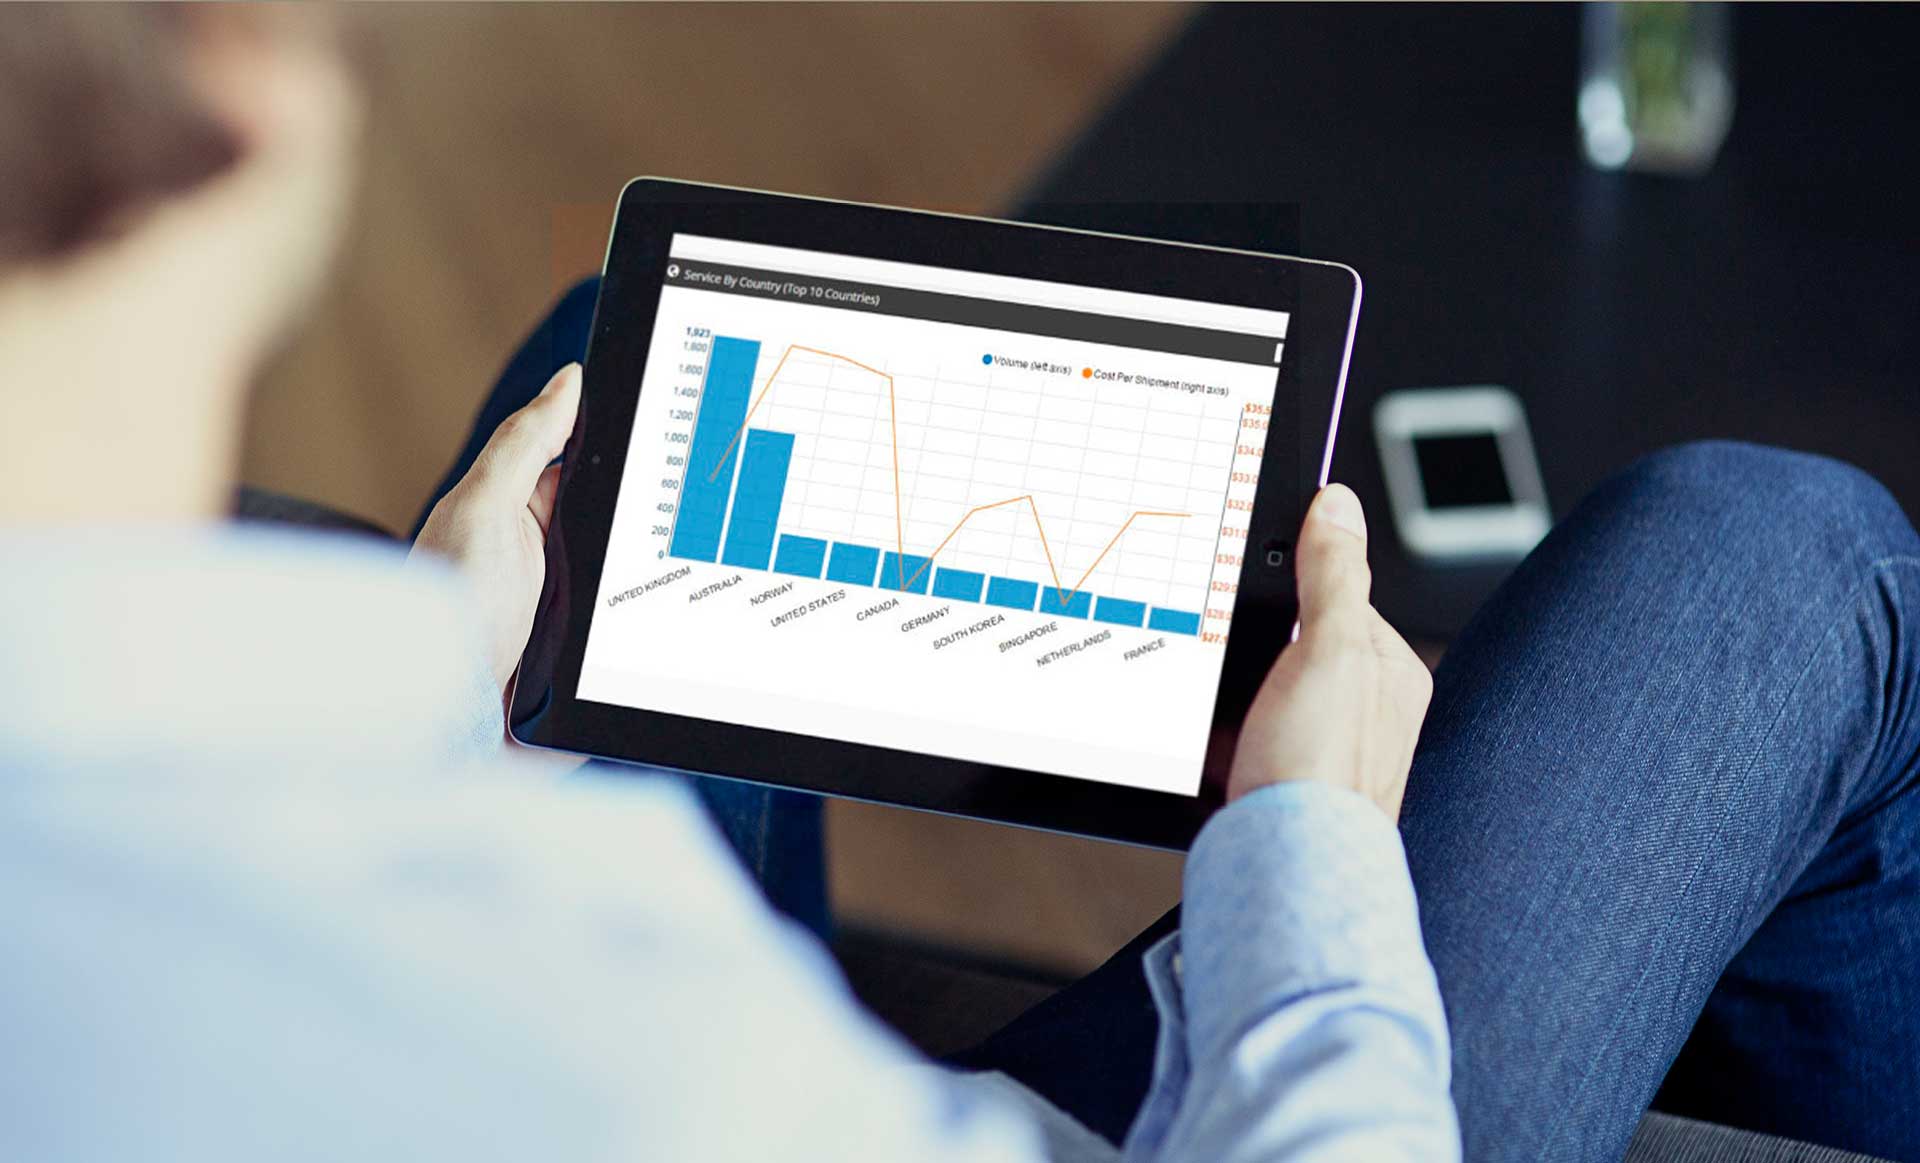 Service By Country (Top 10 Countries)
Volume (left axis) Cost Per Shipment (right axis)
1,923
1,800
1,600
1,400
1,200
1,000
800
600
400
200
0
$35.5
$35.0
$34.0
$33.0
$32.0
$31.0
$30.0
$29.0
$28.0
UNITED KINGDOM
AUSTRALIA
NORWAY
UNITED STATES
CANADA
GERMANY
SOUTH KOREA
SINGAPORE
NETHERLANDS
FRANCE